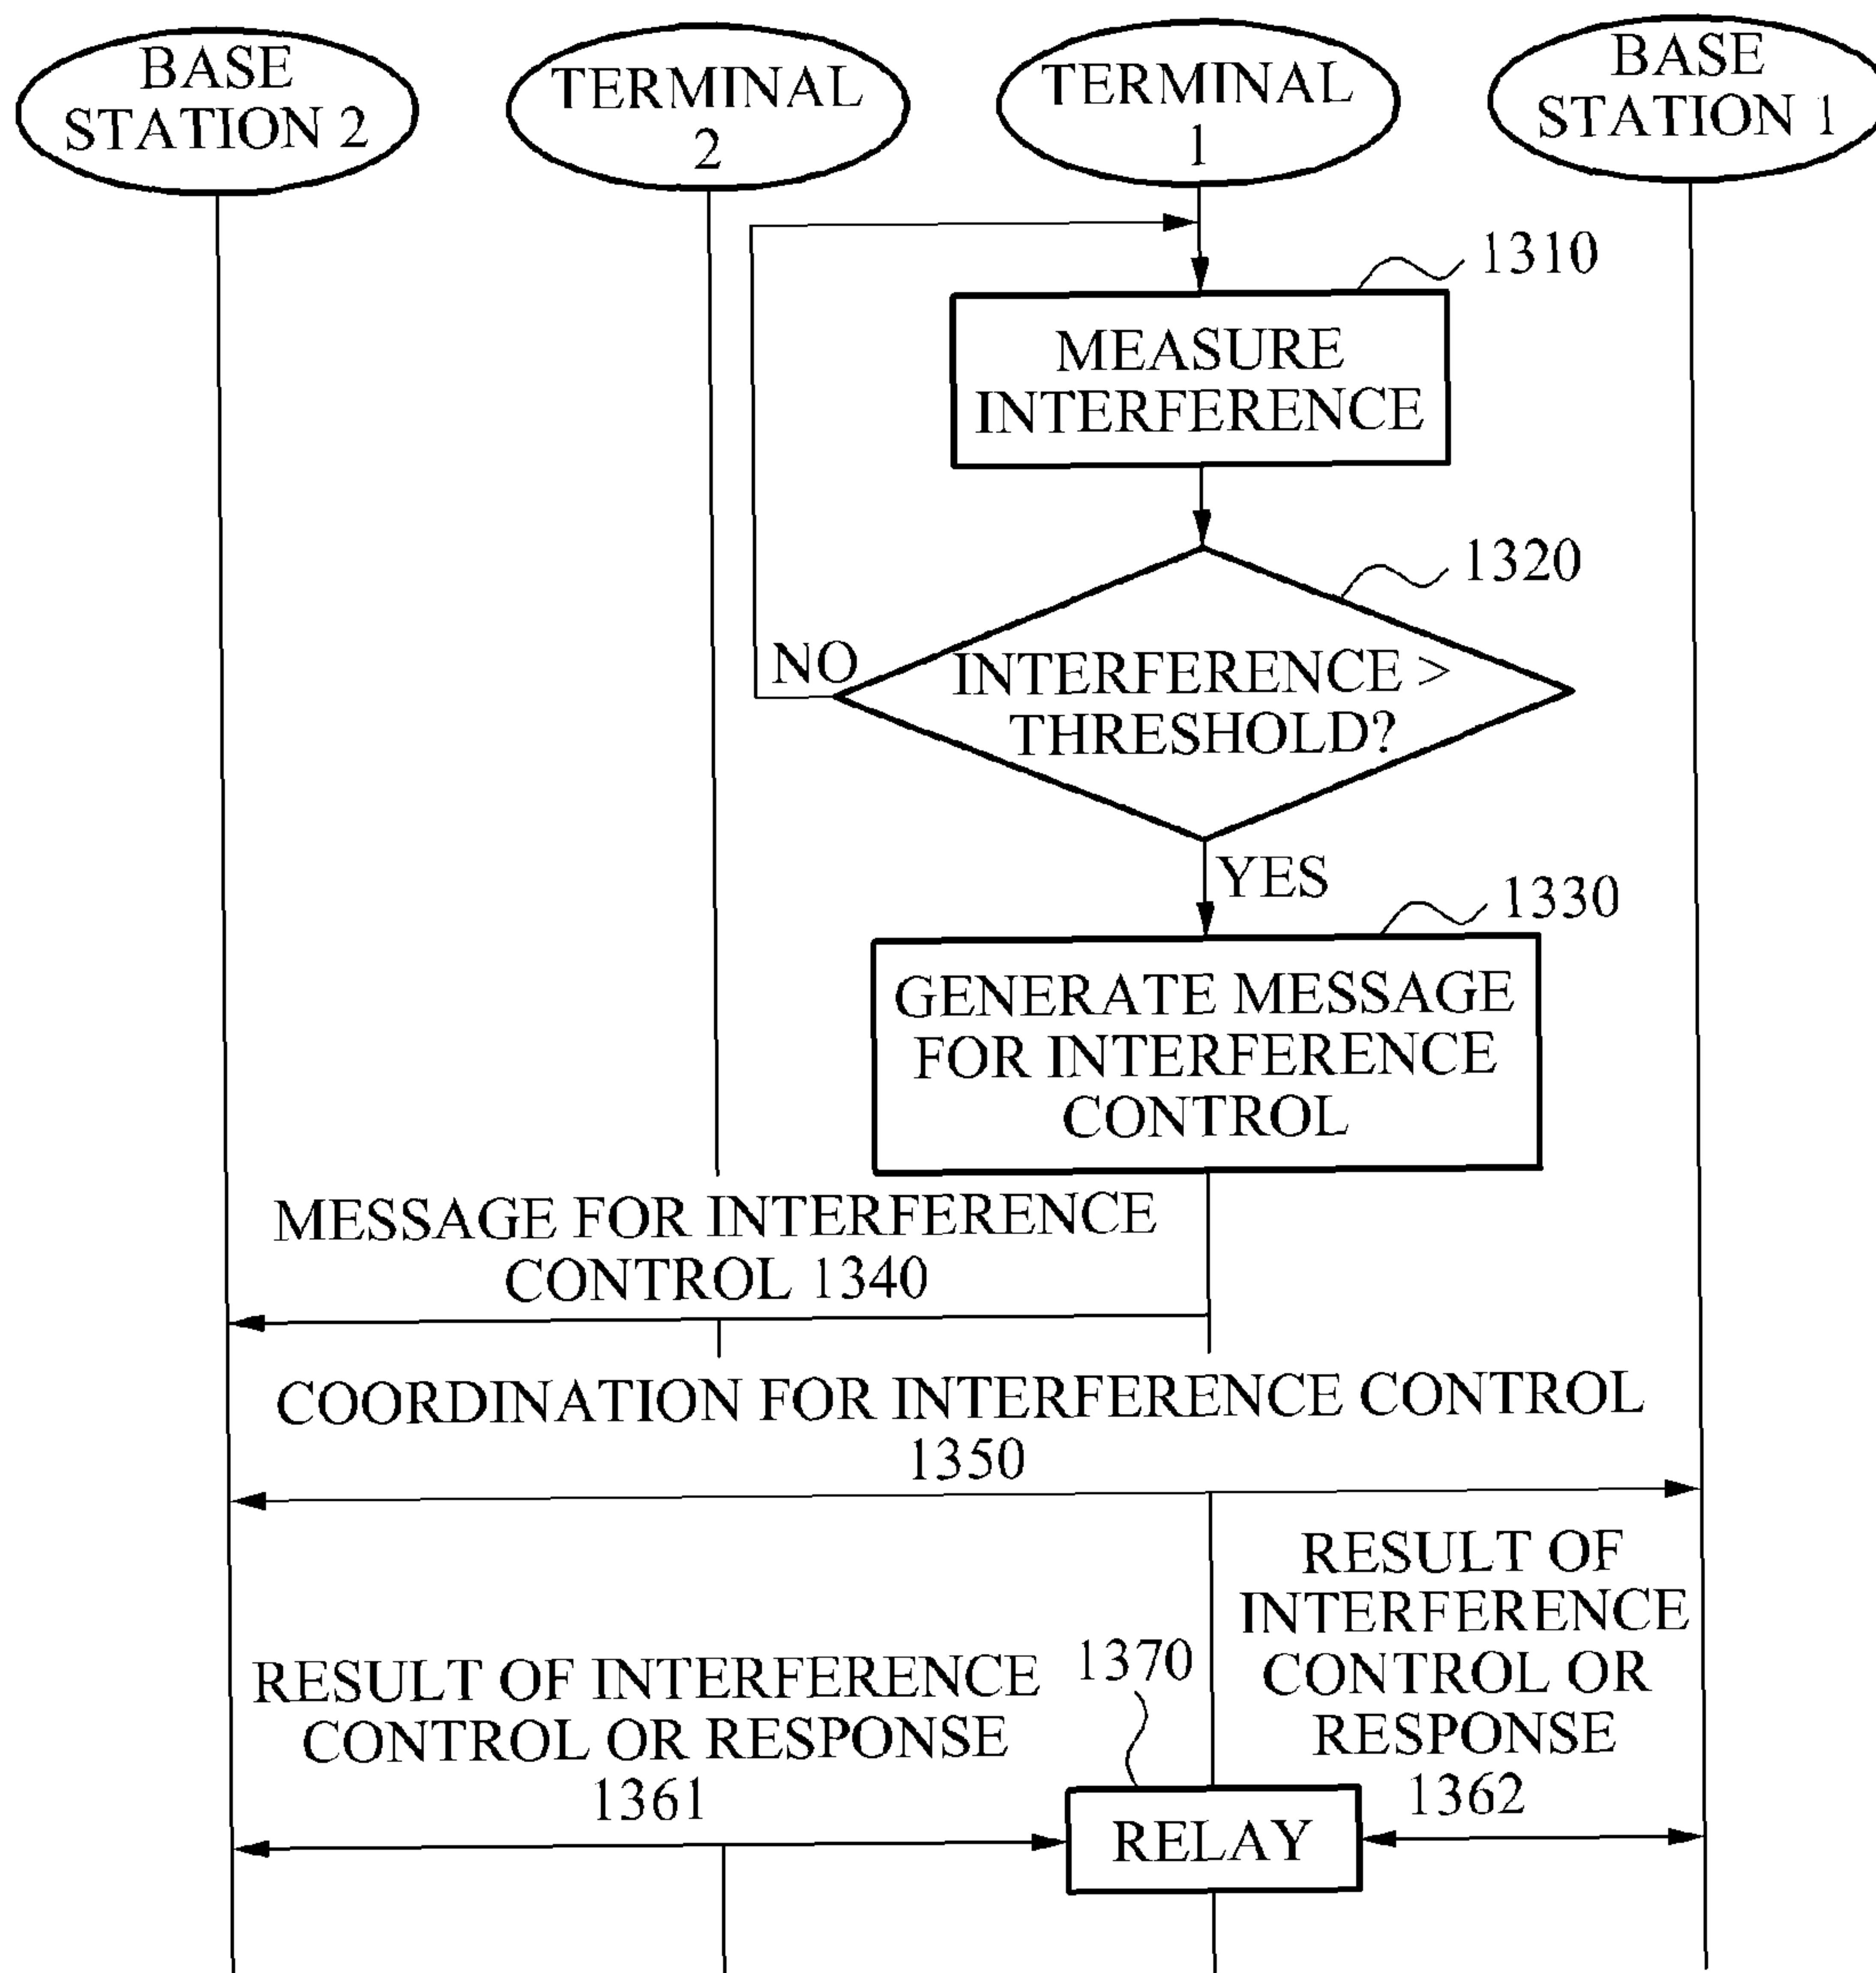 BASE
STATION 2
TERMINAL
2
TERMINAL
1
BASE
STATION 1
1310
MEASURE
INTERFERENCE
1320
NO
INTERFERENCE >
THRESHOLD?
YES
1330
GENERATE MESSAGE
FOR INTERFERENCE
CONTROL
MESSAGE FOR INTERFERENCE
CONTROL 1340
COORDINATION FOR INTERFERENCE CONTROL
1350
RESULT OF INTERFERENCE
CONTROL OR RESPONSE
1361
1370
RELAY
RESULT OF
INTERFERENCE
CONTROL OR
RESPONSE
1362